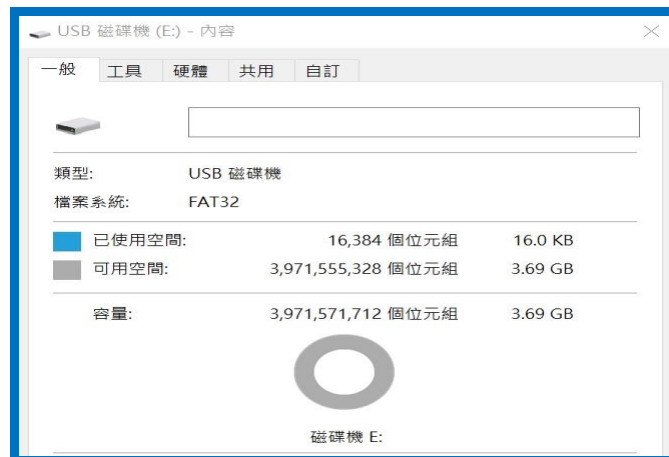 USB 磁碟機 (E:) - 內容
一般 工具 硬體 共用 自訂
類型: USB 磁碟機
檔案系統: FAT32
已使用空間: 16,384 個位元組 16.0 KB
可用空間: 3,971,555,328 個位元組 3.69 GB
容量: 3,971,571,712 個位元組 3.69 GB
磁碟機 E: